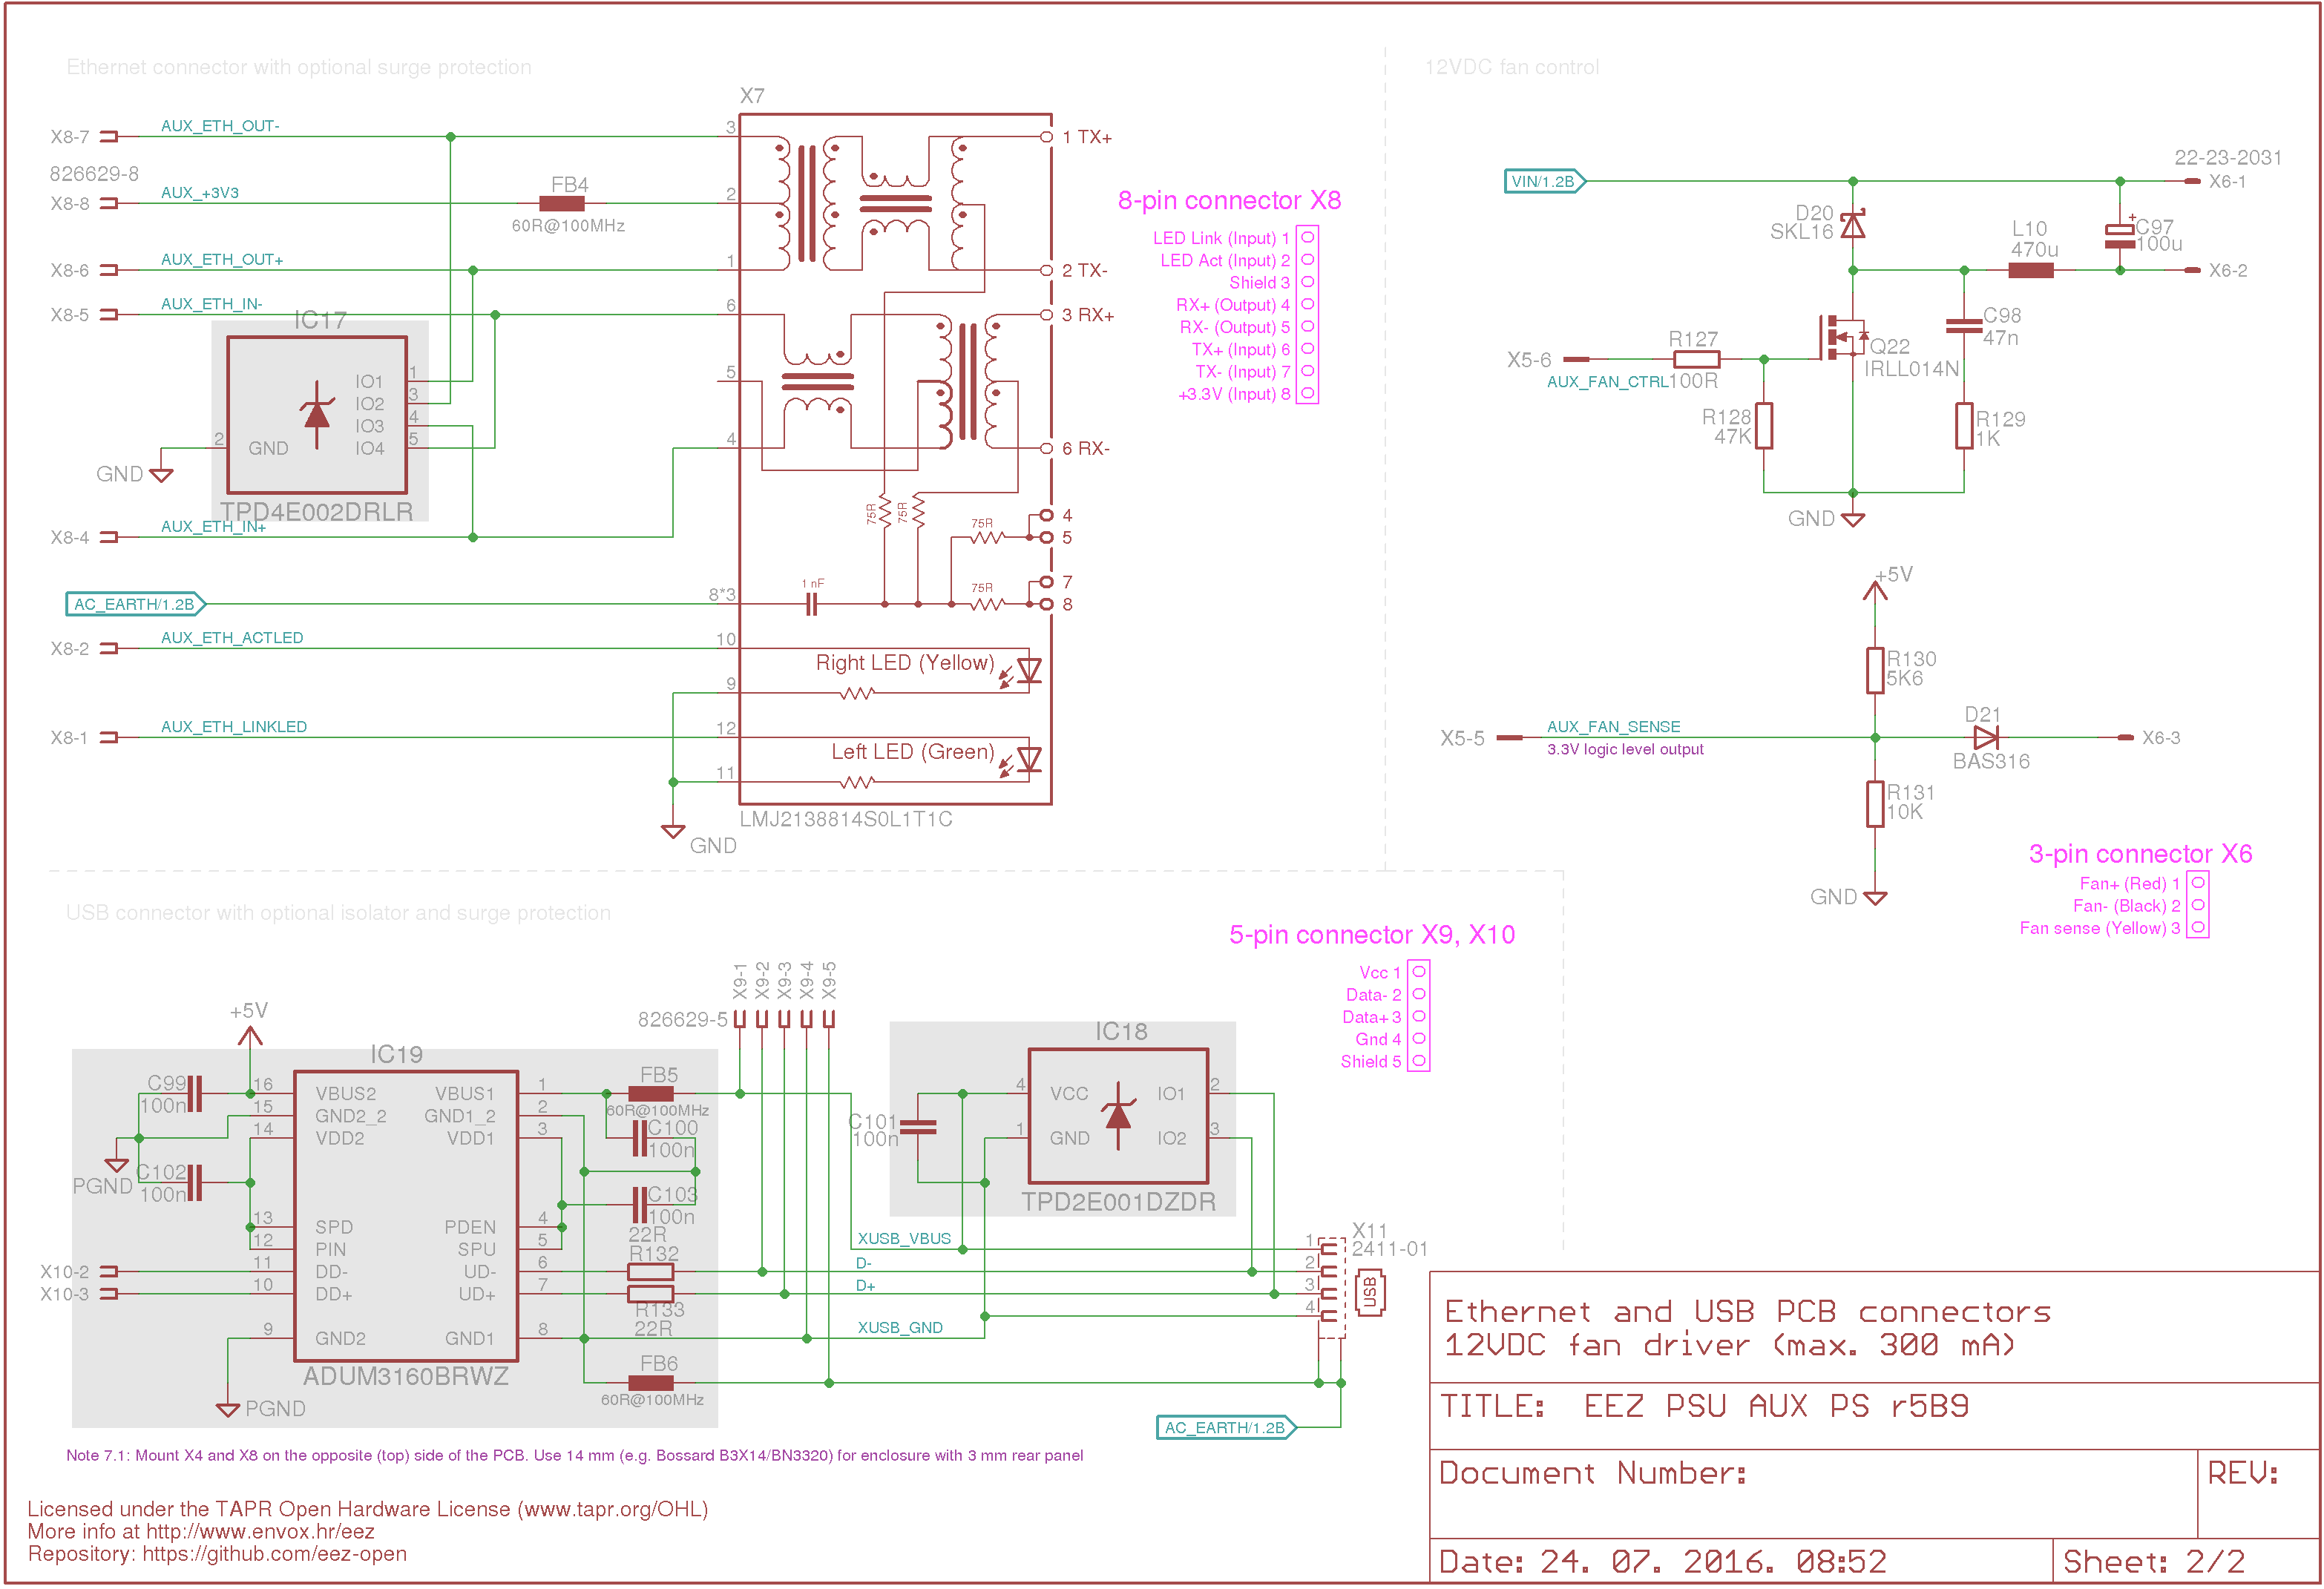 Ethernet connector with optional surge protection
X7
X8-7
AUX_ETH_OUT-
3
1 TX+
826629-8
X8-8
AUX_+3V3
FB4
60R@100MHz
2
X8-6
AUX_ETH_OUT+
1
2 TX-
X8-5
AUX_ETH_IN-
6
3 RX+
IC17
IO1
IO2
IO3
IO4
1
3
4
5
2
GND
GND
TPD4E002DRLR
5
4
6 RX-
X8-4
AUX_ETH_IN+
75R
75R
75R
4
5
AC_EARTH/1.2B
8*3
1 nF
75R
7
8
X8-2
AUX_ETH_ACTLED
10
Right LED (Yellow)
9
X8-1
AUX_ETH_LINKLED
12
Left LED (Green)
11
LMJ2138814S0L1T1C
GND
8-pin connector X8
LED Link (Input) 1
LED Act (Input) 2
Shield 3
RX+ (Output) 4
RX- (Output) 5
TX+ (Input) 6
TX- (Input) 7
+3.3V (Input) 8
12VDC fan control
VIN/1.2B
22-23-2031
X6-1
D20
SKL16
+
C97
100u
L10
470u
X6-2
C98
47n
X5-6
R127
100R
AUX_FAN_CTRL
Q22
IRLL014N
R128
47K
R129
1K
GND
+5V
R130
5K6
X5-5
AUX_FAN_SENSE
3.3V logic level output
D21
BAS316
X6-3
R131
10K
GND
3-pin connector X6
Fan+ (Red) 1
Fan- (Black) 2
Fan sense (Yellow) 3
USB connector with optional isolator and surge protection
5-pin connector X9, X10
Vcc 1
Data- 2
Data+ 3
Gnd 4
Shield 5
X9-1
X9-2
X9-3
X9-4
X9-5
826629-5
+5V
IC19
C99
100n
C102
100n
PGND
16
15
14
13
12
11
10
9
VBUS2
GND2_2
VDD2
SPD
PIN
DD-
DD+
GND2
VBUS1
GND1_2
VDD1
PDEN
SPU
UD-
UD+
GND1
1
2
3
4
5
6
7
8
ADUM3160BRWZ
X10-2
X10-3
PGND
FB5
60R@100MHz
C100
100n
C103
100n
22R
R132
R133
22R
FB6
60R@100MHz
IC18
C101
100n
4
VCC
IO1
2
1
GND
IO2
3
TPD2E001DZDR
XUSB_VBUS
D-
D+
XUSB_GND
X11
2411-01
1
2
3
4
USB
AC_EARTH/1.2B
Note 7.1: Mount X4 and X8 on the opposite (top) side of the PCB. Use 14 mm (e.g. Bossard B3X14/BN3320) for enclosure with 3 mm rear panel
Licensed under the TAPR Open Hardware License (www.tapr.org/OHL)
More info at http://www.envox.hr/eez
Repository: https://github.com/eez-open
Ethernet and USB PCB connectors
12VDC fan driver (max. 300 mA)
TITLE: EEZ PSU AUX PS r5B9
Document Number:
REV:
Date: 24. 07. 2016. 08:52
Sheet: 2/2